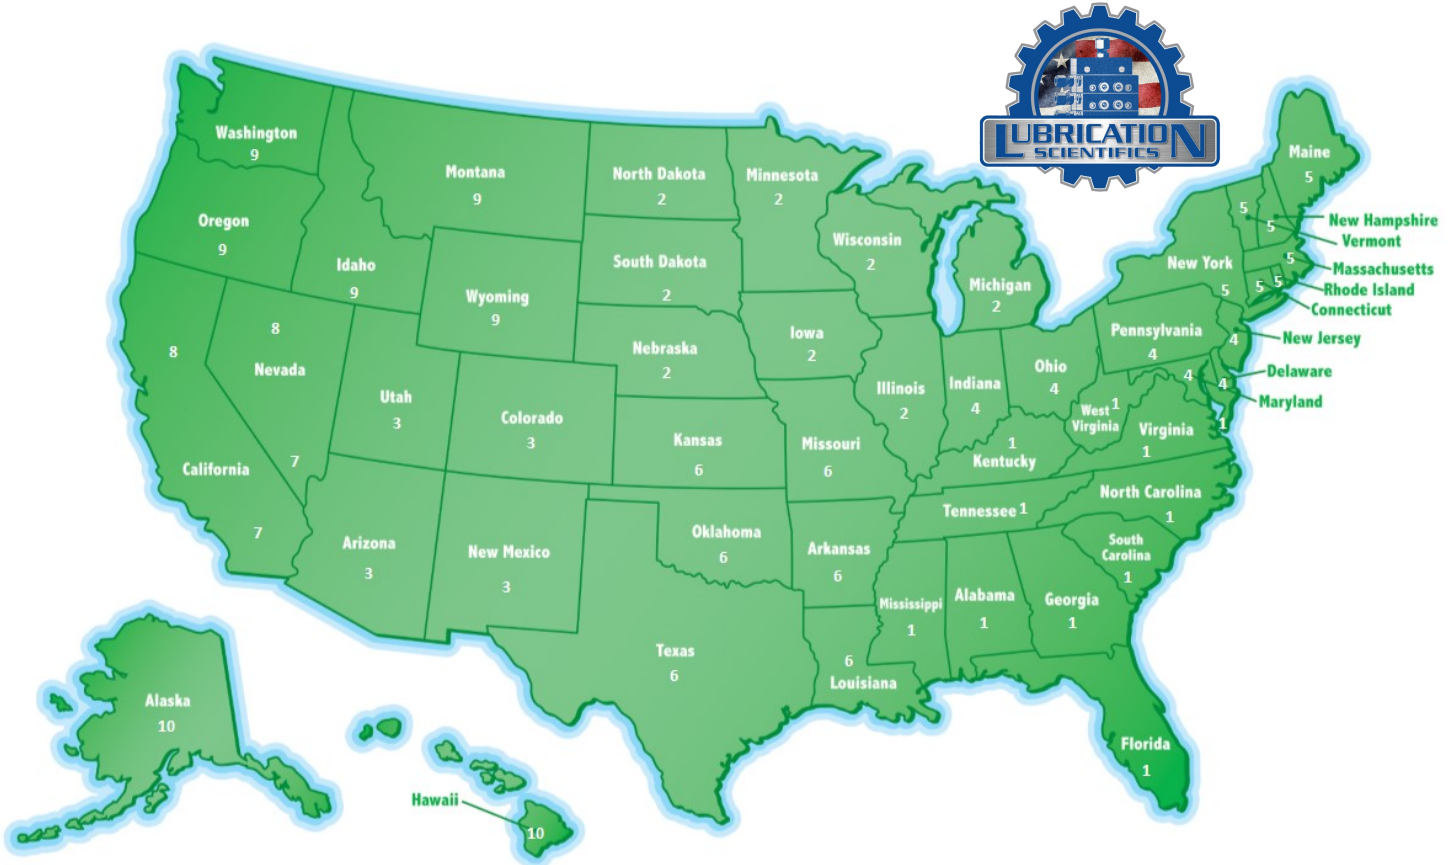 LUBRICATION
SCIENTIFICS
Washington
9
Oregon
9
Idaho
9
Montana
9
Wyoming
9
North Dakota
2
South Dakota
2
Nebraska
2
Minnesota
2
Wisconsin
2
Michigan
2
Iowa
2
Illinois
2
Indiana
4
Ohio
4
Pennsylvania
4
New York
5
Maine
5
5
5
New Hampshire
Vermont
5
Massachusetts
5
5
Rhode Island
Connecticut
4
New Jersey
4
4
Delaware
Maryland
1
8
California
7
8
Nevada
7
Utah
3
Colorado
3
Arizona
3
New Mexico
3
Kansas
6
Missouri
6
Oklahoma
6
Arkansas
6
Texas
6
6
Louisiana
West
Virginia
1
Virginia
1
1
Kentucky
Tennessee 1
North Carolina
1
South
Carolina
1
Mississippi
1
Alabama
1
Georgia
1
Florida
1
Alaska
10
Hawaii
10